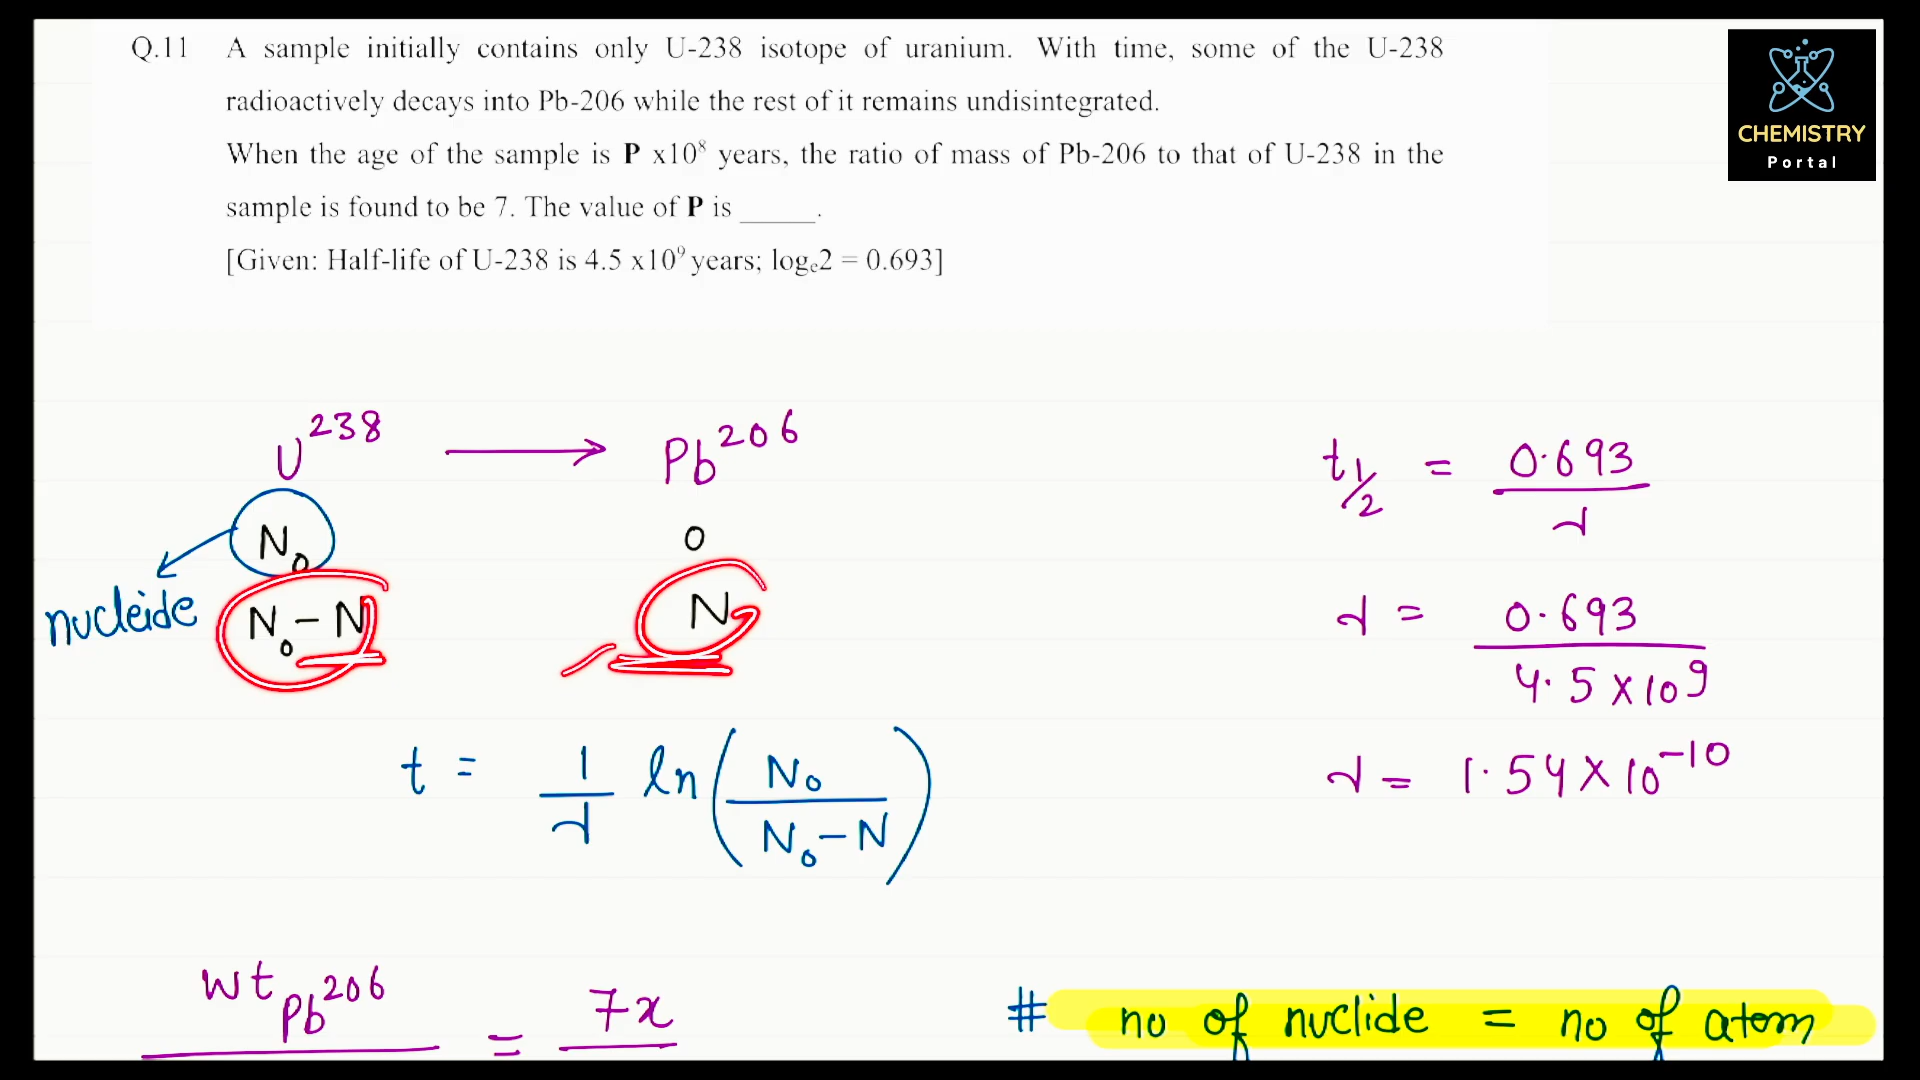 Q.11 A sample initially contains only U-238 isotope of uranium. With time, some of the U-238
radioactively decays into Pb-206 while the rest of it remains undisintegrated.
When the age of the sample is P x10⁸ years, the ratio of mass of Pb-206 to that of U-238 in the
sample is found to be 7. The value of P is _____.
[Given: Half-life of U-238 is 4.5 x10⁹ years; logₑ2 = 0.693]
CHEMISTRY
Portal
U²³⁸ ⟶ Pb²⁰⁶
N₀ 0
nucleide
N₀ – N N
t = 1/λ ln(N₀/(N₀ – N))
t1/2 = 0.693/λ
λ = 0.693/4.5 × 10⁹
λ = 1.54 × 10⁻¹⁰
wt Pb²⁰⁶ = 7x
# no of nuclide = no of atom